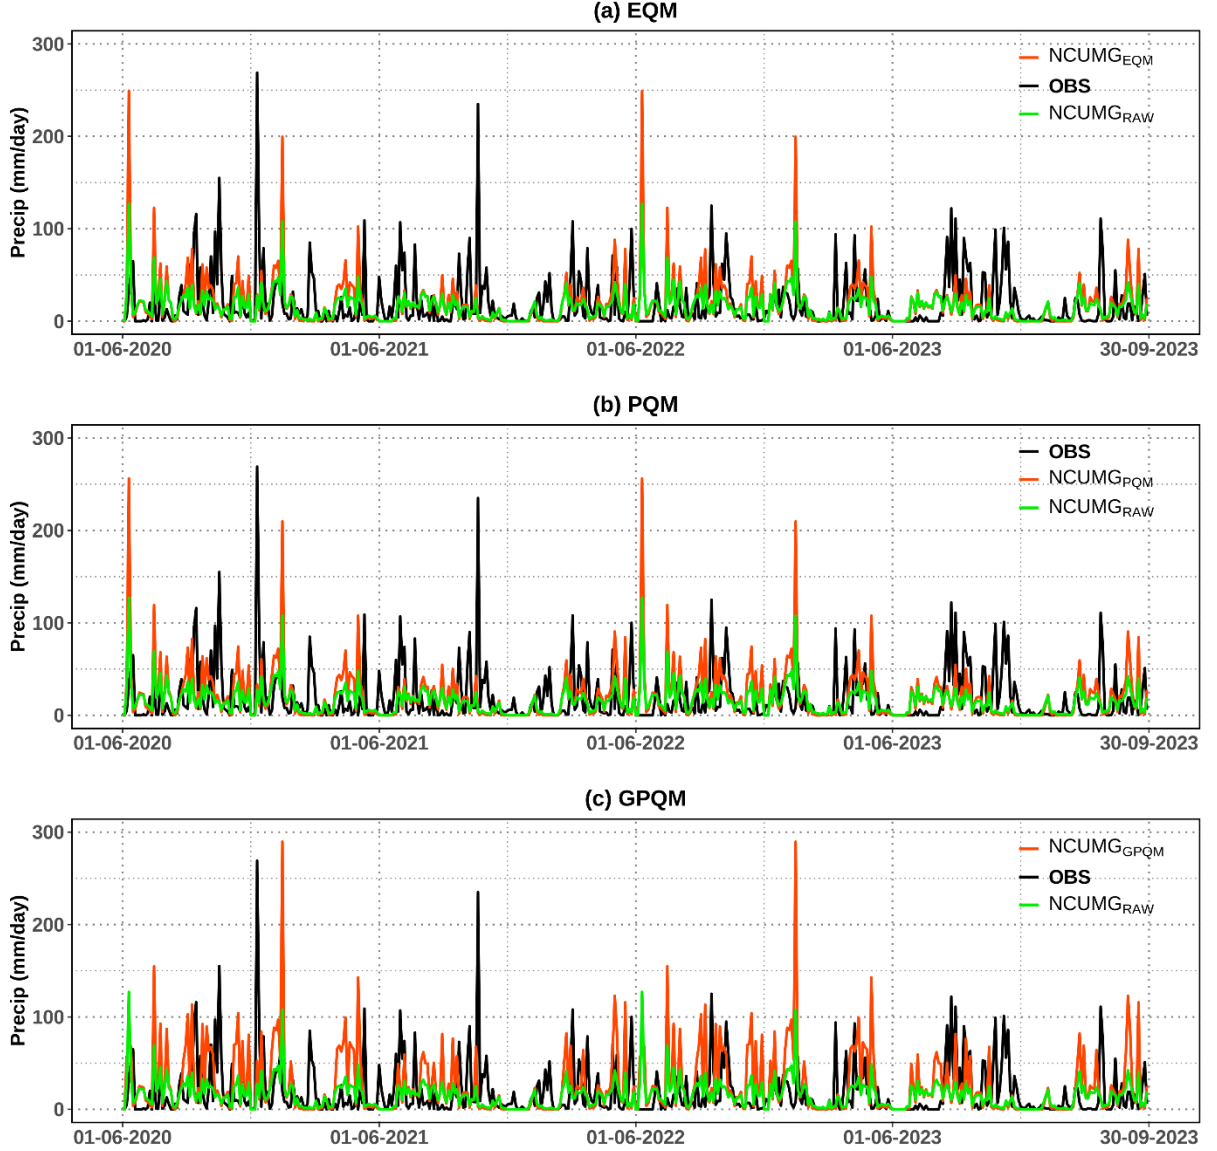 (a) EQM
Precip (mm/day)
300
200
100
0
NCUMG_EQM
OBS
NCUMG_RAW
01-06-2020 01-06-2021 01-06-2022 01-06-2023 30-09-2023
(b) PQM
Precip (mm/day)
300
200
100
0
OBS
NCUMG_PQM
NCUMG_RAW
01-06-2020 01-06-2021 01-06-2022 01-06-2023 30-09-2023
(c) GPQM
Precip (mm/day)
300
200
100
0
NCUMG_GPQM
OBS
NCUMG_RAW
01-06-2020 01-06-2021 01-06-2022 01-06-2023 30-09-2023